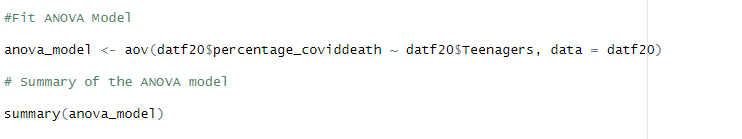 #Fit ANOVA Model
anova_model <- aov(datf20$percentage_coviddeath ~ datf20$Teenagers, data = datf20)
# Summary of the ANOVA model
summary(anova_model)